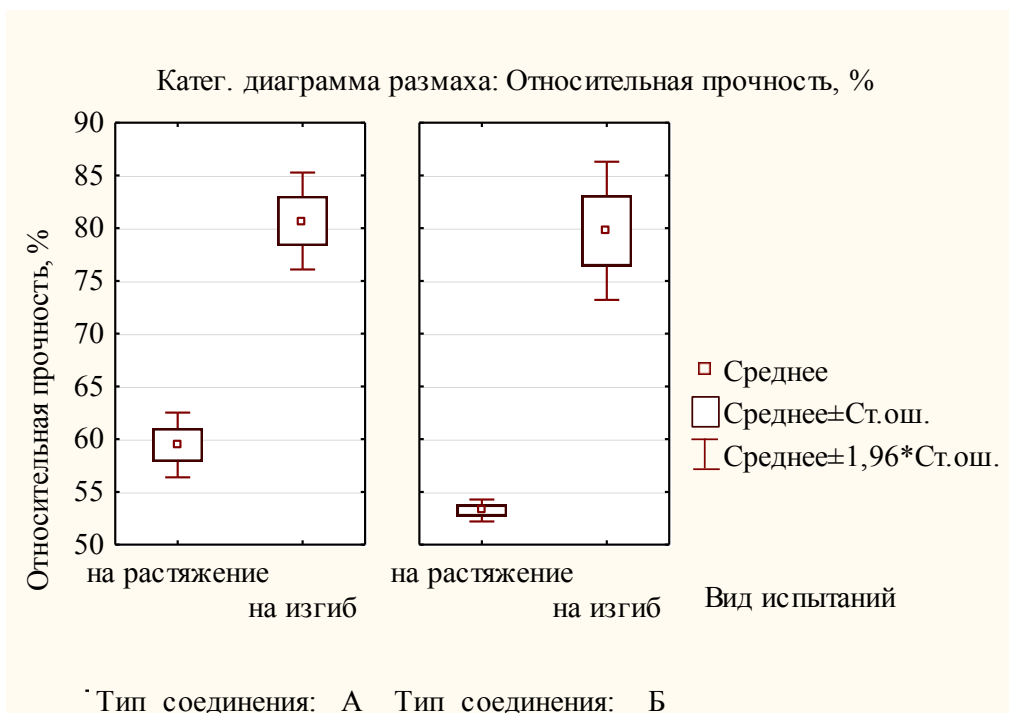 Катег. диаграмма размаха: Относительная прочность, %
Относительная прочность, %
90
85
80
75
70
65
60
55
50
на растяжение
на изгиб
на растяжение
на изгиб
Вид испытаний
Среднее
Среднее±Ст.ош.
Среднее±1,96*Ст.ош.
Тип соединения: А
Тип соединения: Б